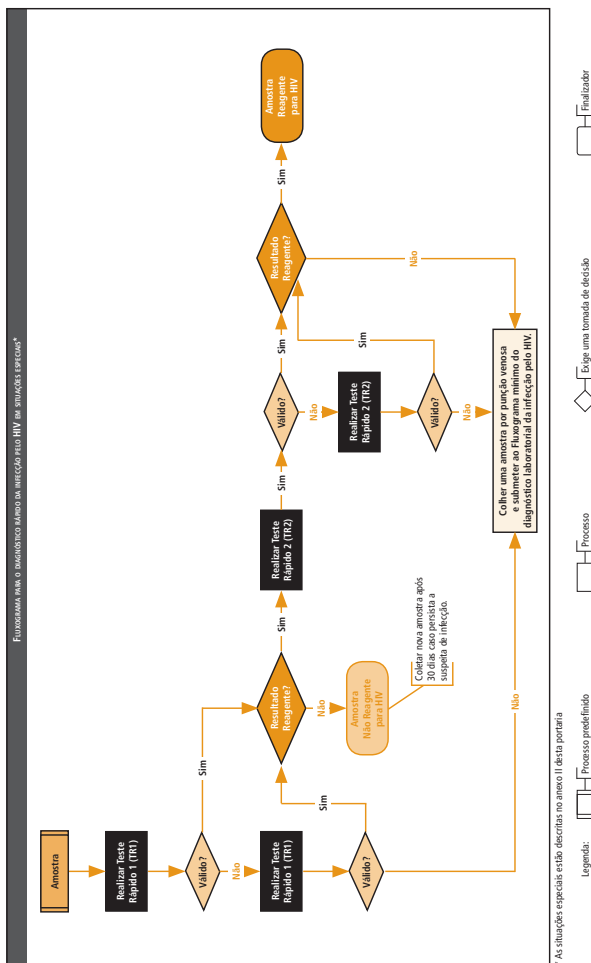 FLUXOGRAMA PARA O DIAGNÓSTICO RÁPIDO DA INFECÇÃO PELO HIV EM SITUAÇÕES ESPECIAIS*
Amostra
Realizar Teste
Rápido 1 (TR1)
Válido?
Sim
Não
Realizar Teste
Rápido 1 (TR1)
Válido?
Sim
Não
Resultado
Reagente?
Não
Amostra
Não Reagente
para HIV
Coletar nova amostra após
30 dias caso persista a
suspeita de infecção.
Sim
Realizar Teste
Rápido 2 (TR2)
Sim
Válido?
Não
Realizar Teste
Rápido 2 (TR2)
Válido?
Sim
Não
Sim
Resultado
Reagente?
Não
Sim
Amostra
Reagente
para HIV
Colher uma amostra por punção venosa
e submeter ao Fluxograma mínimo do
diagnóstico laboratorial da infecção pelo HIV.
* As situações especiais estão descritas no anexo II desta portaria
Legenda:
Processo predefinido
Processo
Exige uma tomada de decisão
Finalizador